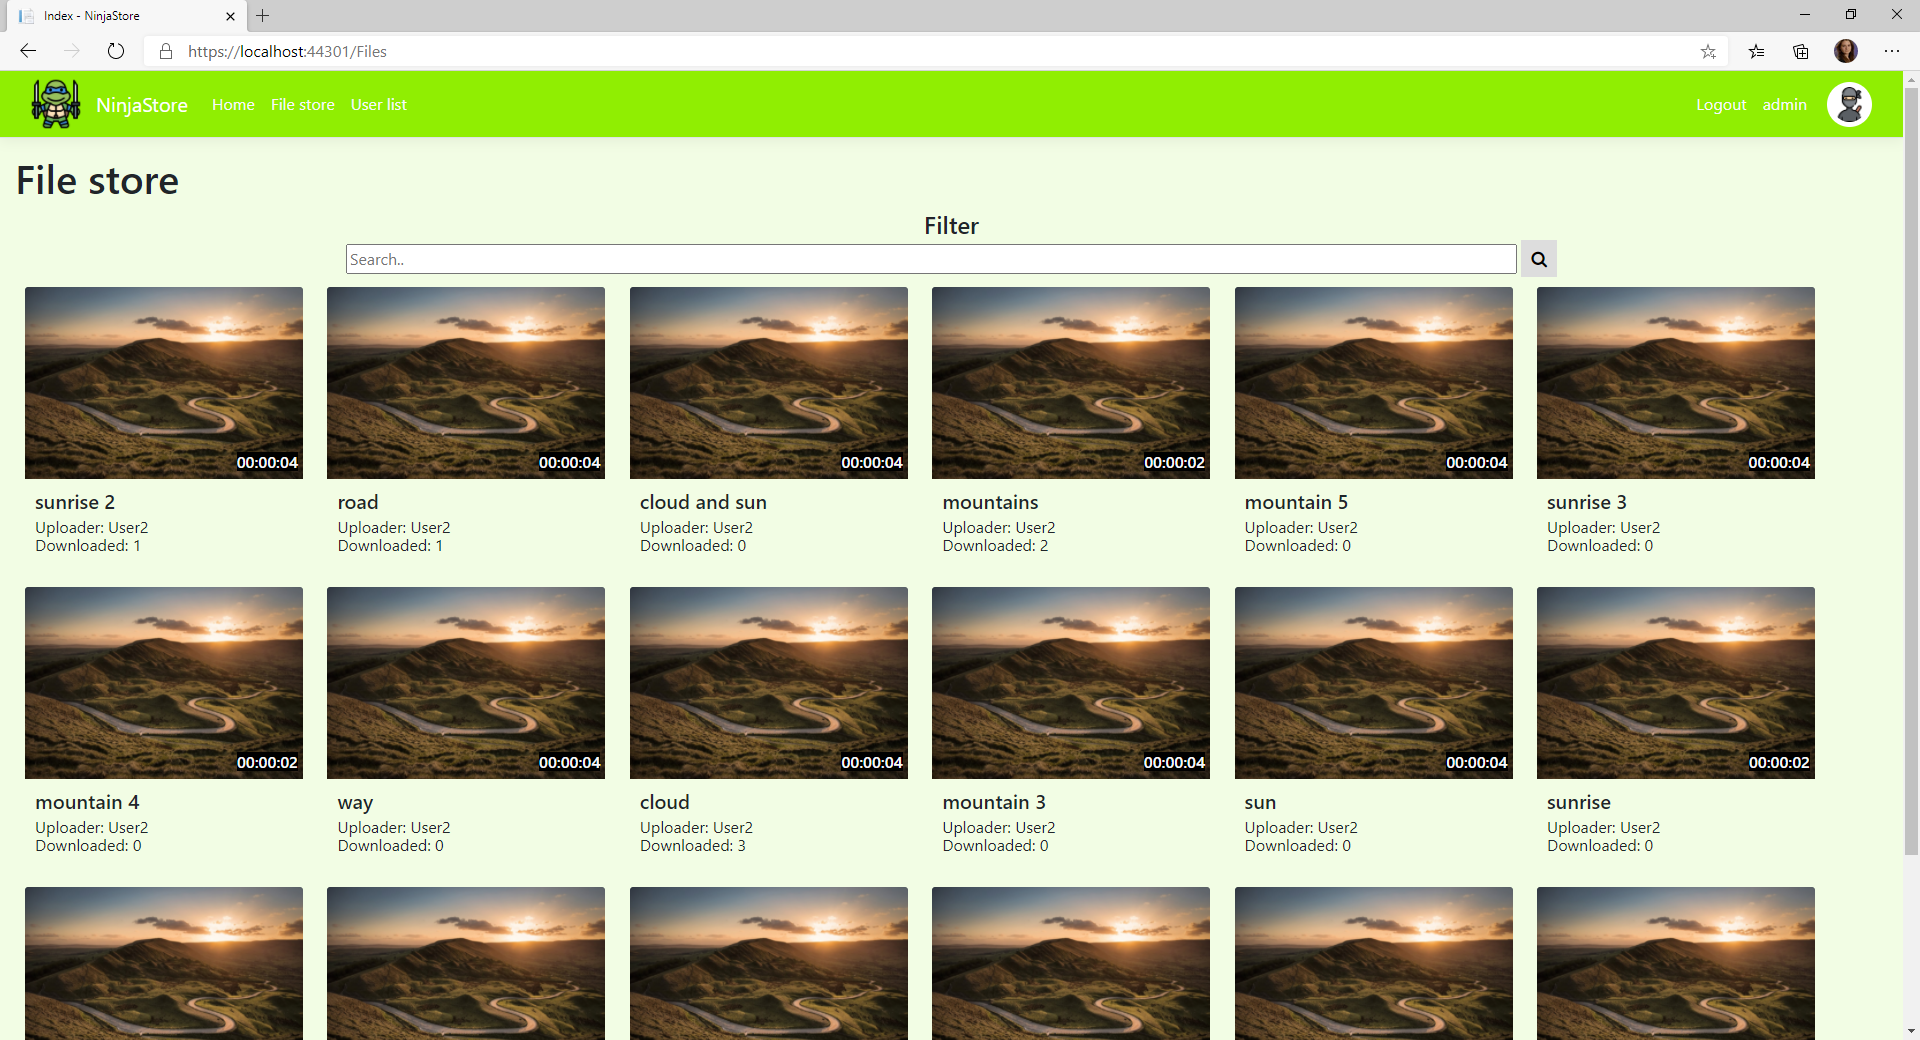 Index - NinjaStore
https://localhost:44301/Files
NinjaStore Home File store User list Logout admin
File store
Filter
Search..
00:00:04 00:00:04 00:00:04 00:00:02 00:00:04 00:00:04
sunrise 2 road cloud and sun mountains mountain 5 sunrise 3
Uploader: User2 Uploader: User2 Uploader: User2 Uploader: User2 Uploader: User2 Uploader: User2
Downloaded: 1 Downloaded: 1 Downloaded: 0 Downloaded: 2 Downloaded: 0 Downloaded: 0
00:00:02 00:00:04 00:00:04 00:00:04 00:00:04 00:00:02
mountain 4 way cloud mountain 3 sun sunrise
Uploader: User2 Uploader: User2 Uploader: User2 Uploader: User2 Uploader: User2 Uploader: User2
Downloaded: 0 Downloaded: 0 Downloaded: 3 Downloaded: 0 Downloaded: 0 Downloaded: 0